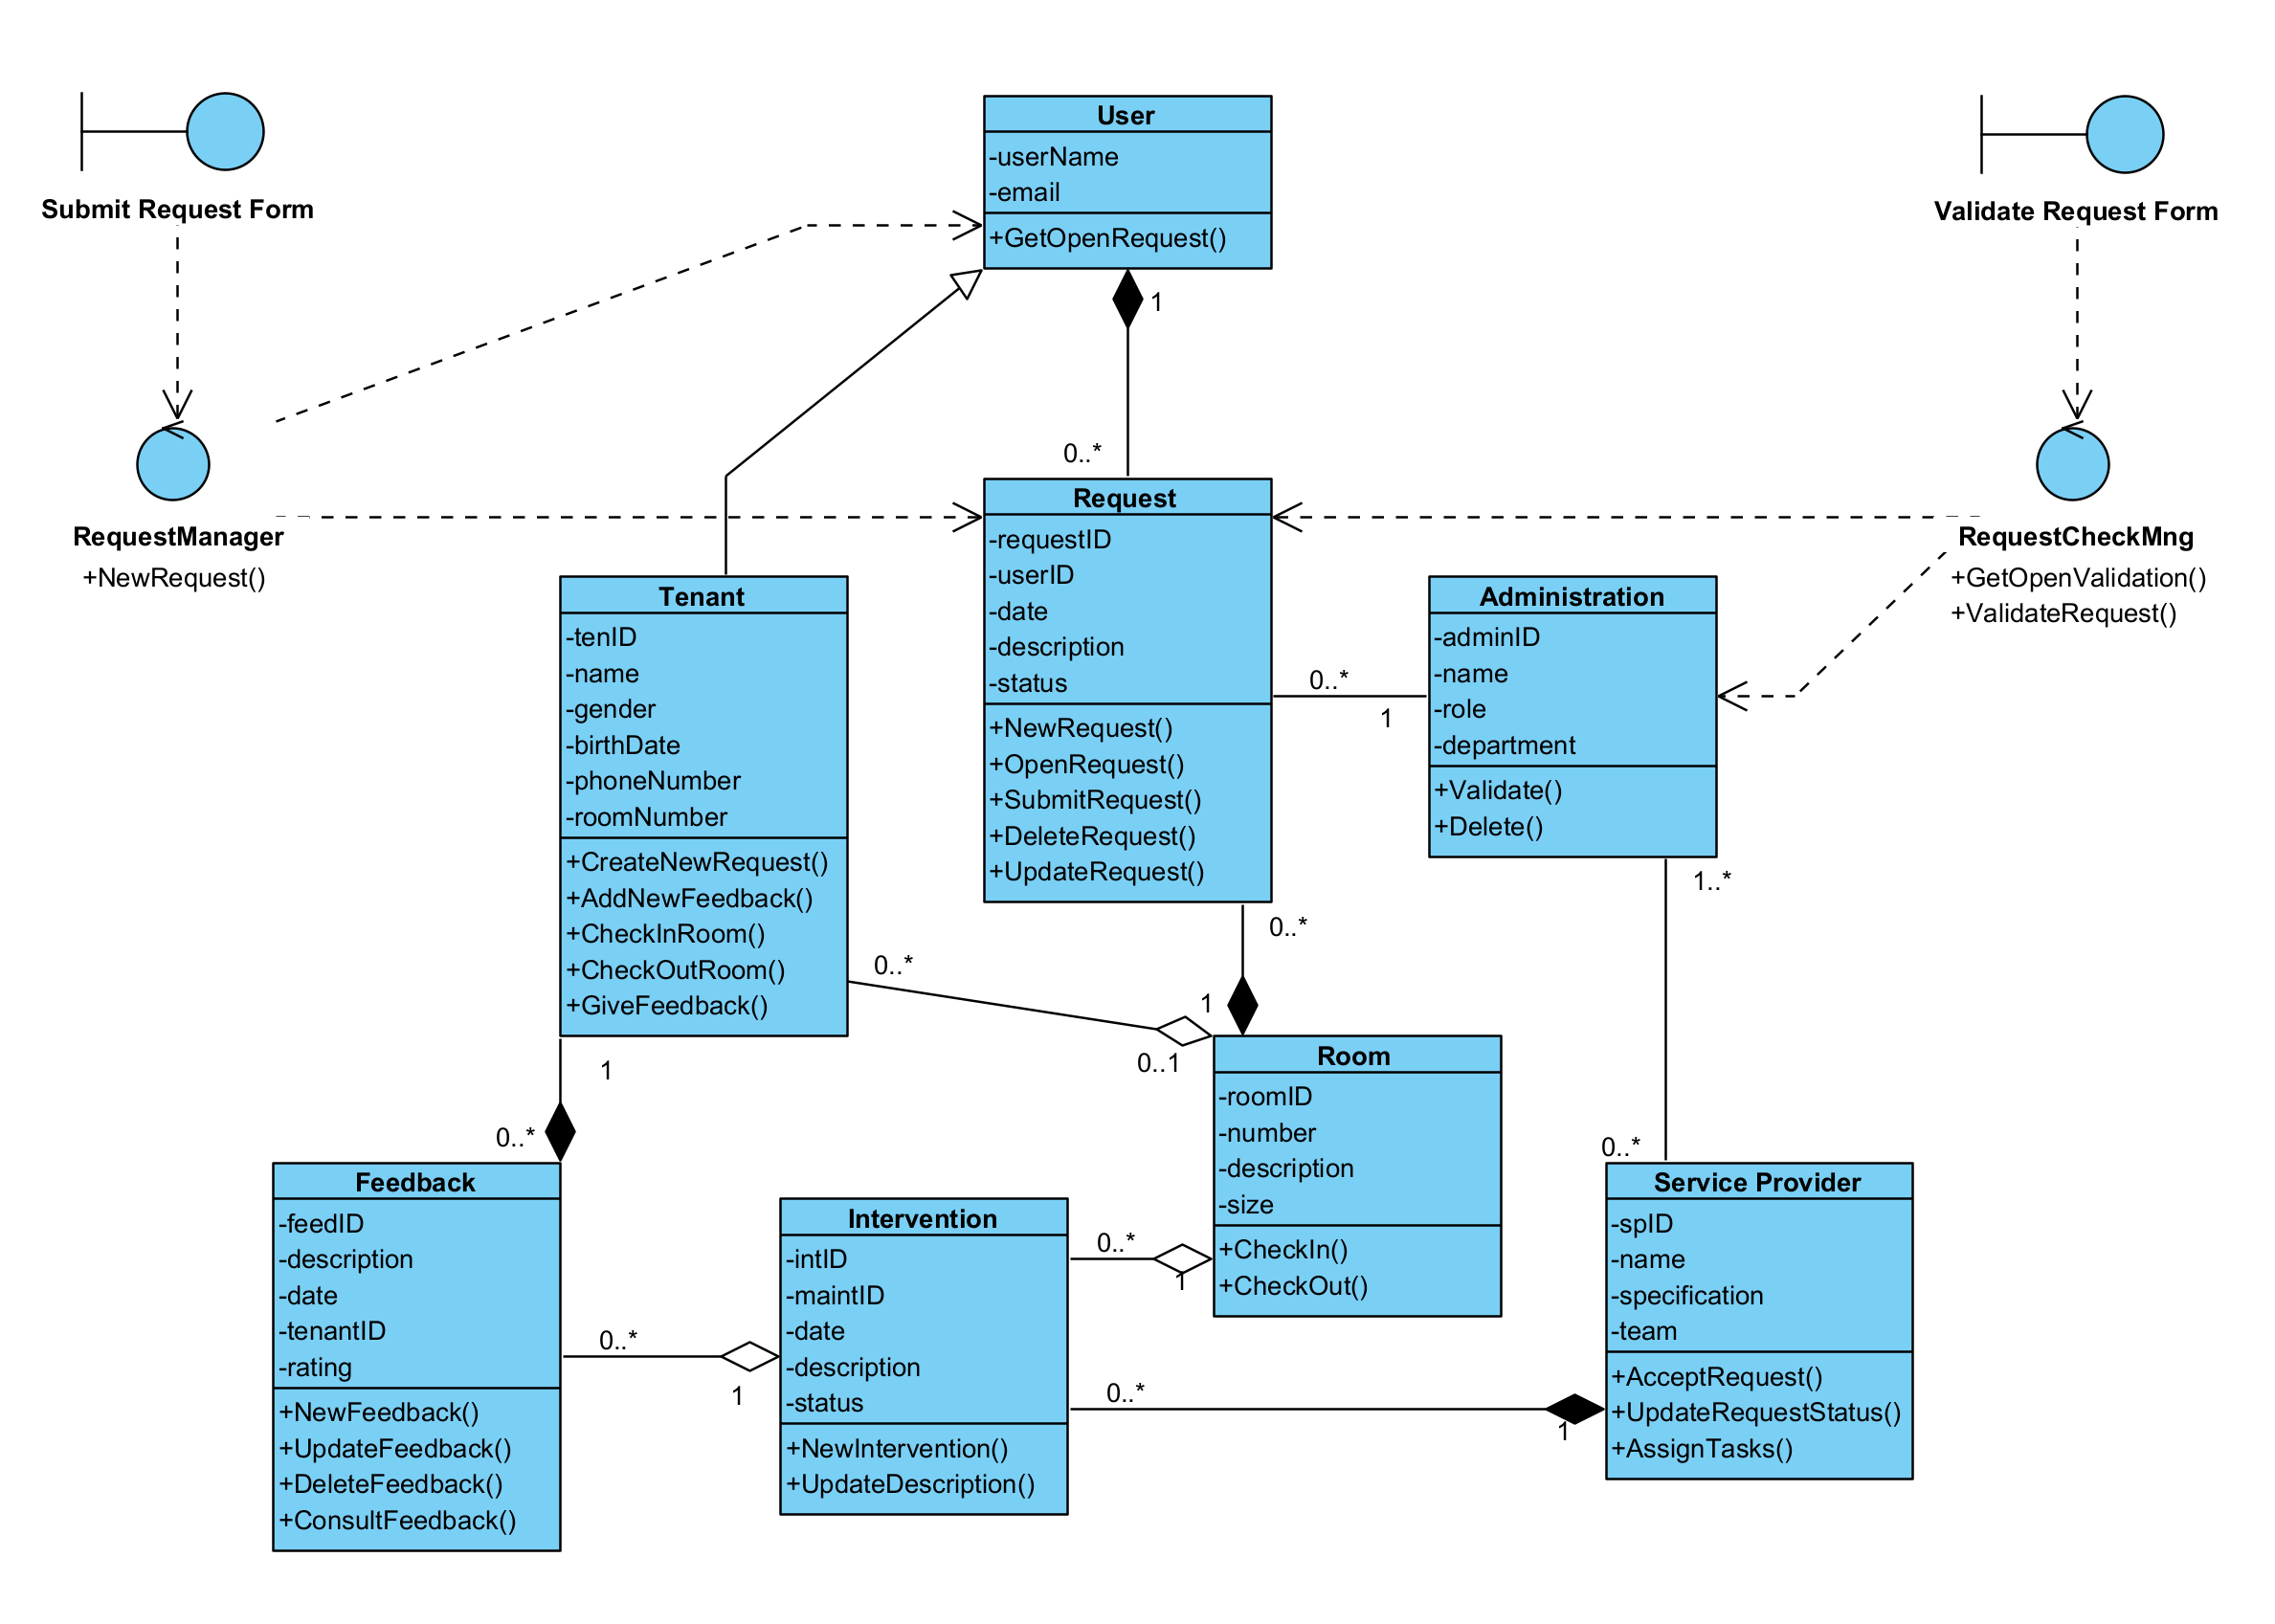 Submit Request Form
User
-userName
-email
+GetOpenRequest()
Validate Request Form
1
0..*
RequestManager
+NewRequest()
Request
-requestID
-userID
-date
-description
-status
+NewRequest()
+OpenRequest()
+SubmitRequest()
+DeleteRequest()
+UpdateRequest()
RequestCheckMng
+GetOpenValidation()
+ValidateRequest()
Tenant
-tenID
-name
-gender
-birthDate
-phoneNumber
-roomNumber
+CreateNewRequest()
+AddNewFeedback()
+CheckInRoom()
+CheckOutRoom()
+GiveFeedback()
0..*
1
Administration
-adminID
-name
-role
-department
+Validate()
+Delete()
1..*
0..*
0..*
1
0..1
1
0..*
Room
-roomID
-number
-description
-size
+CheckIn()
+CheckOut()
0..*
Feedback
-feedID
-description
-date
-tenantID
-rating
+NewFeedback()
+UpdateFeedback()
+DeleteFeedback()
+ConsultFeedback()
Intervention
-intID
-maintID
-date
-description
-status
+NewIntervention()
+UpdateDescription()
0..*
1
0..*
1
0..*
1
Service Provider
-spID
-name
-specification
-team
+AcceptRequest()
+UpdateRequestStatus()
+AssignTasks()